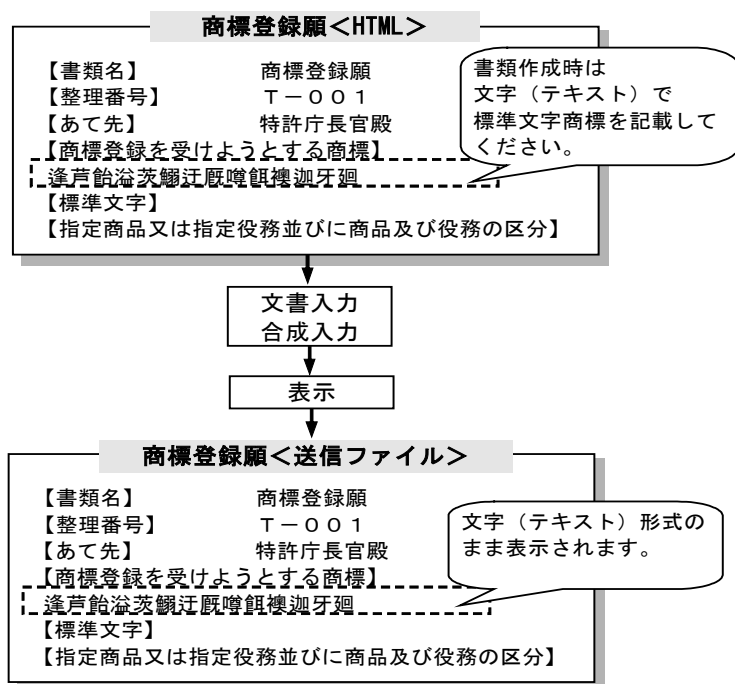 商標登録願＜HTML＞
【書類名】　商標登録願
【整理番号】　Ｔ－００１
【あて先】　特許庁長官殿
【商標登録を受けようとする商標】
逢芦飴溢茨鰯迂厩噂餌襖迦牙廻
【標準文字】
【指定商品又は指定役務並びに商品及び役務の区分】
書類作成時は
文字（テキスト）で
標準文字商標を記載して
ください。
文書入力
合成入力
表示
商標登録願＜送信ファイル＞
【書類名】　商標登録願
【整理番号】　Ｔ－００１
【あて先】　特許庁長官殿
【商標登録を受けようとする商標】
逢芦飴溢茨鰯迂厩噂餌襖迦牙廻
【標準文字】
【指定商品又は指定役務並びに商品及び役務の区分】
文字（テキスト）形式の
まま表示されます。